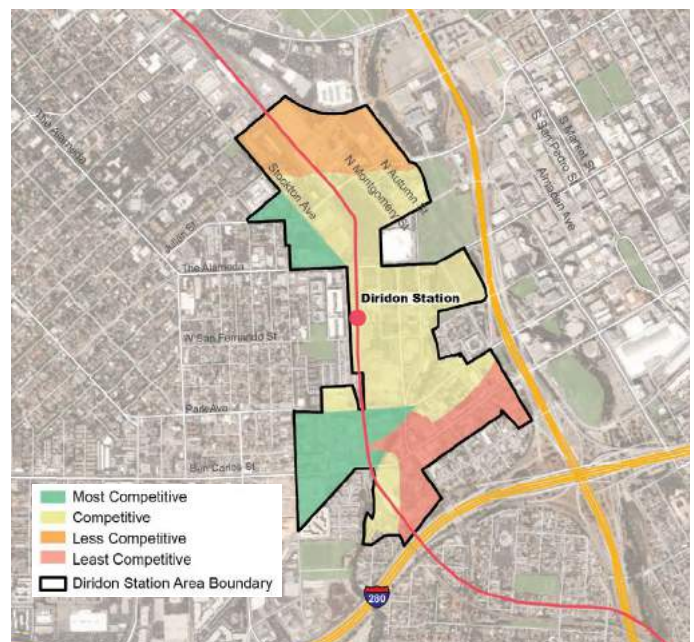 The Alameda
Stockton Ave
N Montgomery St
N Autumn St
S Market St
S San Pedro St
Almaden Ave
Julian St
The Alameda
Diridon Station
W San Fernando St
Park Ave
San Carlos St
Most Competitive
Competitive
Less Competitive
Least Competitive
Diridon Station Area Boundary
280